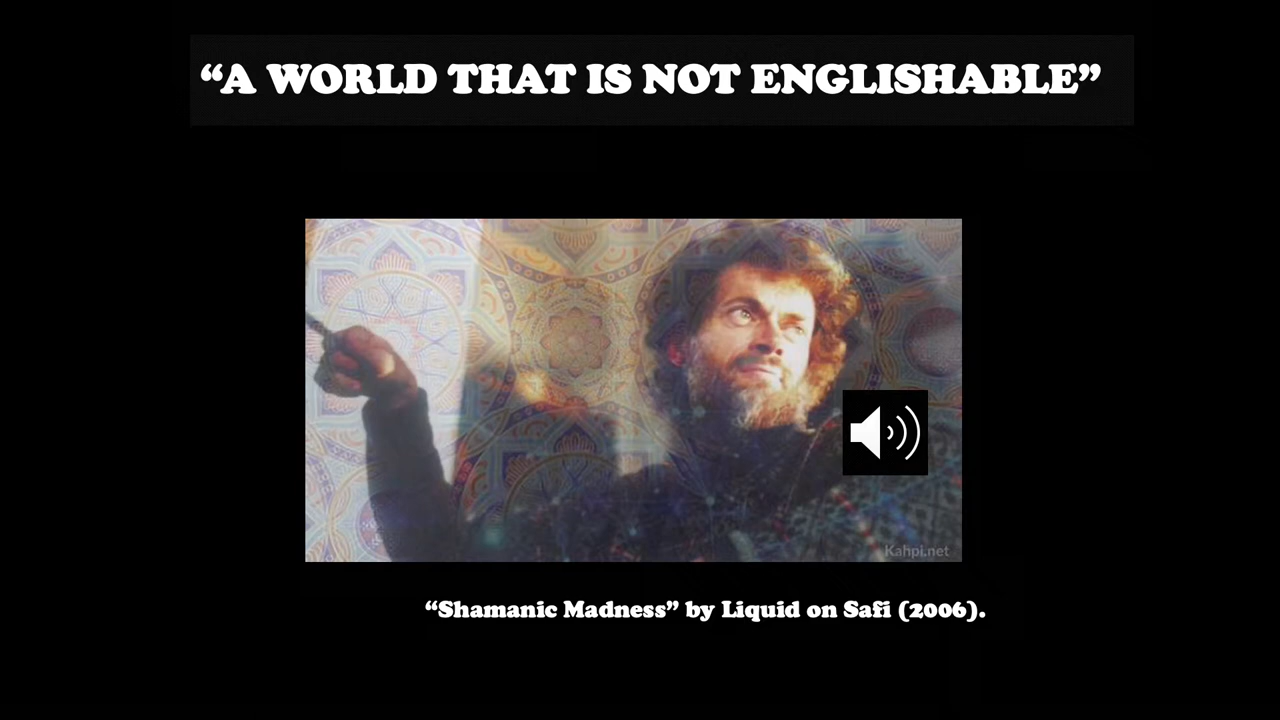 “A WORLD THAT IS NOT ENGLISHABLE”
Kahpi.net
“Shamanic Madness” by Liquid on Safi (2006).